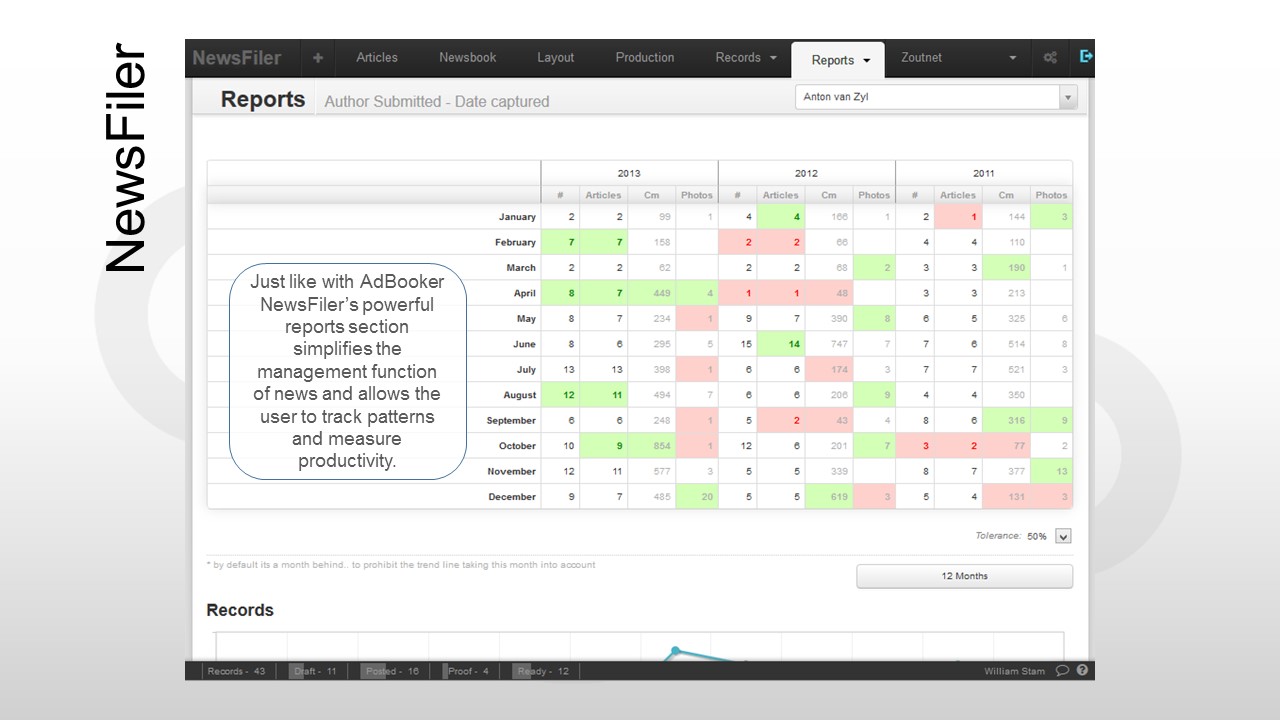 NewsFiler
NewsFiler + Articles Newsbook Layout Production Records Reports Zoutnet
Reports Author Submitted - Date captured Anton van Zyl
2013 2012 2011
# Articles Cm Photos # Articles Cm Photos # Articles Cm Photos
January 2 2 99 1 4 4 166 1 2 1 144 3
February 7 7 158 2 2 66 4 4 110
March 2 2 62 2 2 68 2 3 3 190 1
April 8 7 449 4 1 1 48 3 3 213
May 8 7 234 1 9 7 390 8 6 5 325 6
June 8 6 295 5 15 14 747 7 7 6 514 8
July 13 13 398 1 6 6 174 3 7 7 521 3
August 12 11 494 7 6 6 206 9 4 4 350
September 6 6 248 1 5 2 43 4 8 6 316 9
October 10 9 854 1 12 6 201 7 3 2 77 2
November 12 11 577 3 5 5 339 8 7 377 13
December 9 7 485 20 5 5 619 3 5 4 131 3
Just like with AdBooker
NewsFiler's powerful
reports section
simplifies the
management function
of news and allows the
user to track patterns
and measure
productivity.
Tolerance: 50%
* by default its a month behind.. to prohibit the trend line taking this month into account
12 Months
Records
Records - 43 Draft - 11 Posted - 16 Proof - 4 Ready - 12 William Stam ?